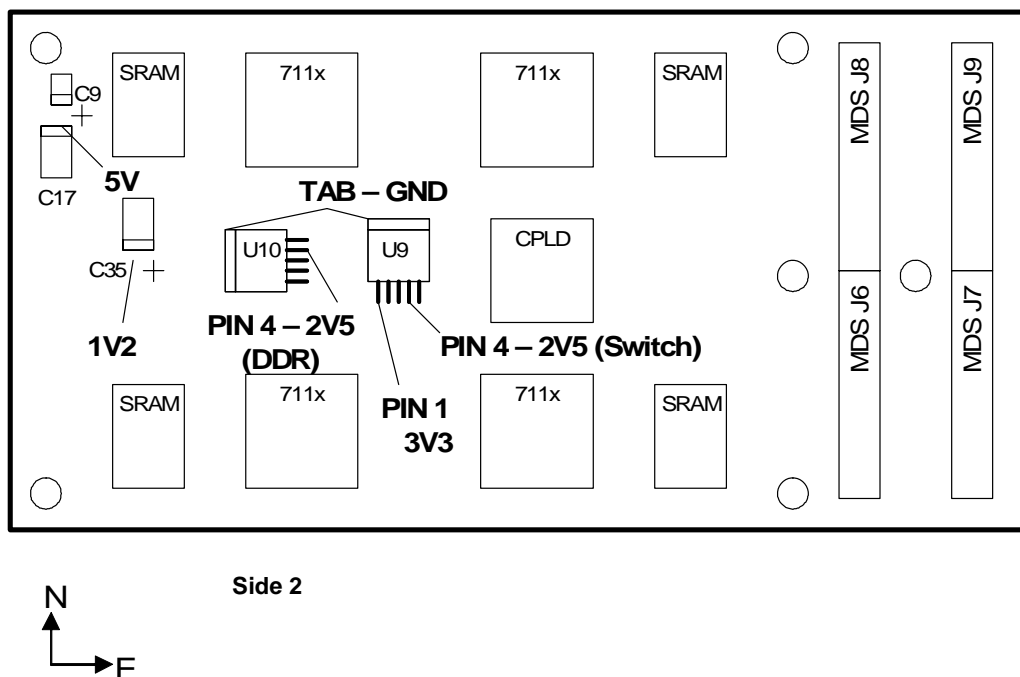 SRAM
711x
711x
SRAM
MDS J8
MDS J9
C9
5V
C17
TAB – GND
U10
U9
CPLD
C35
PIN 4 – 2V5
(DDR)
PIN 4 – 2V5 (Switch)
1V2
MDS J6
MDS J7
SRAM
711x
PIN 1
3V3
711x
SRAM
Side 2
N
E